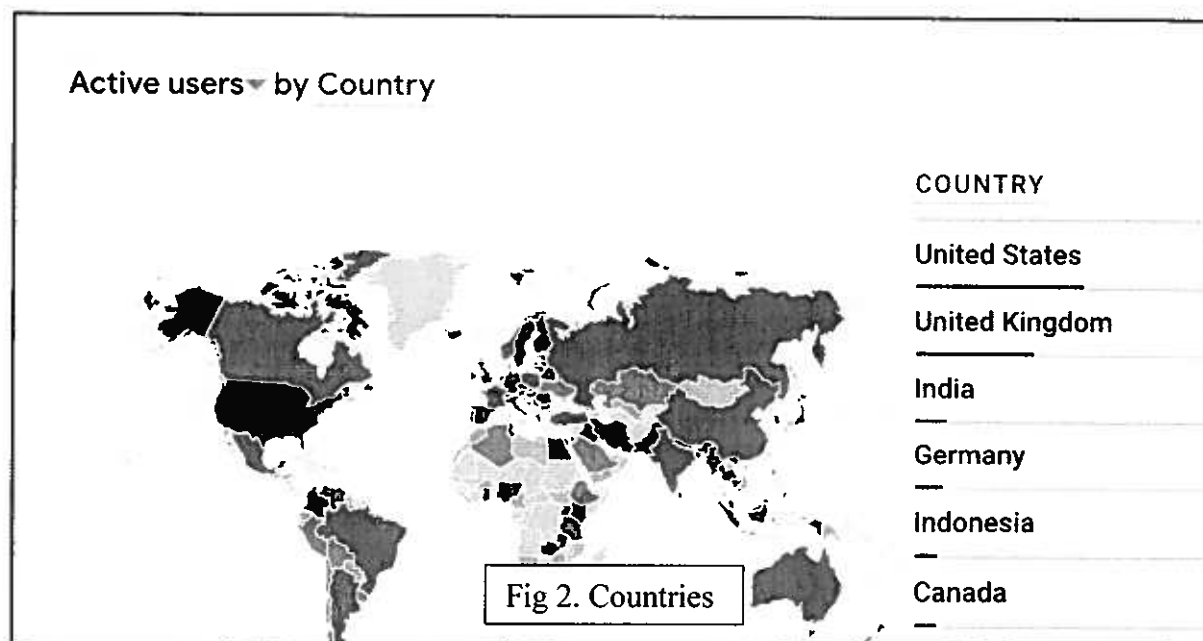 Active users by Country
COUNTRY
United States
United Kingdom
India
Germany
Indonesia
Canada
Fig 2. Countries